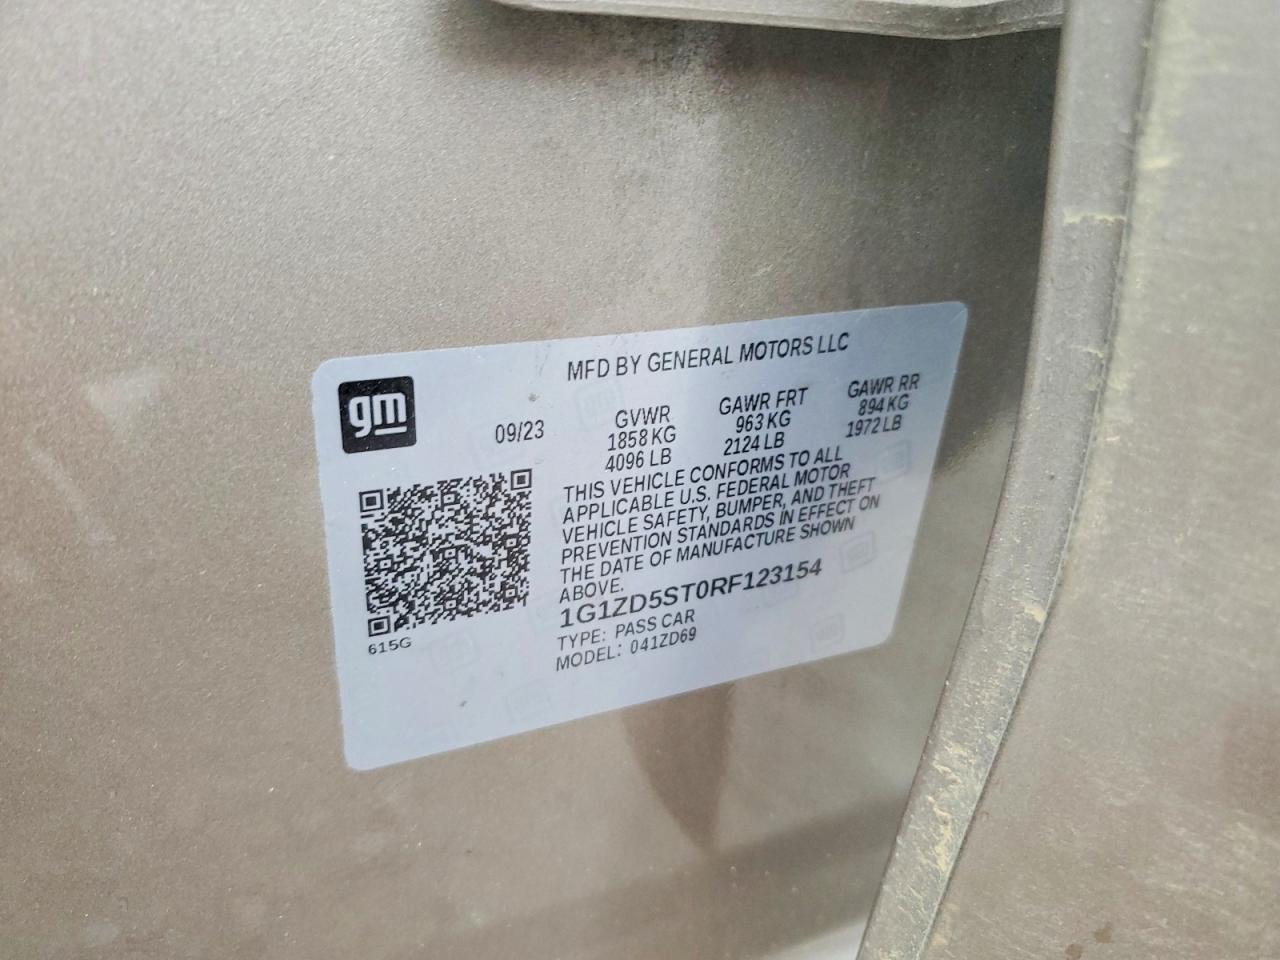 MFD BY GENERAL MOTORS LLC
gm
09/23 GVWR GAWR FRT GAWR RR
1858 KG 963 KG 894 KG
4096 LB 2124 LB 1972 LB
THIS VEHICLE CONFORMS TO ALL
APPLICABLE U.S. FEDERAL MOTOR
VEHICLE SAFETY, BUMPER, AND THEFT
PREVENTION STANDARDS IN EFFECT ON
THE DATE OF MANUFACTURE SHOWN
ABOVE.
1G1ZD5ST0RF123154
TYPE: PASS CAR
MODEL: 041ZD69
615G